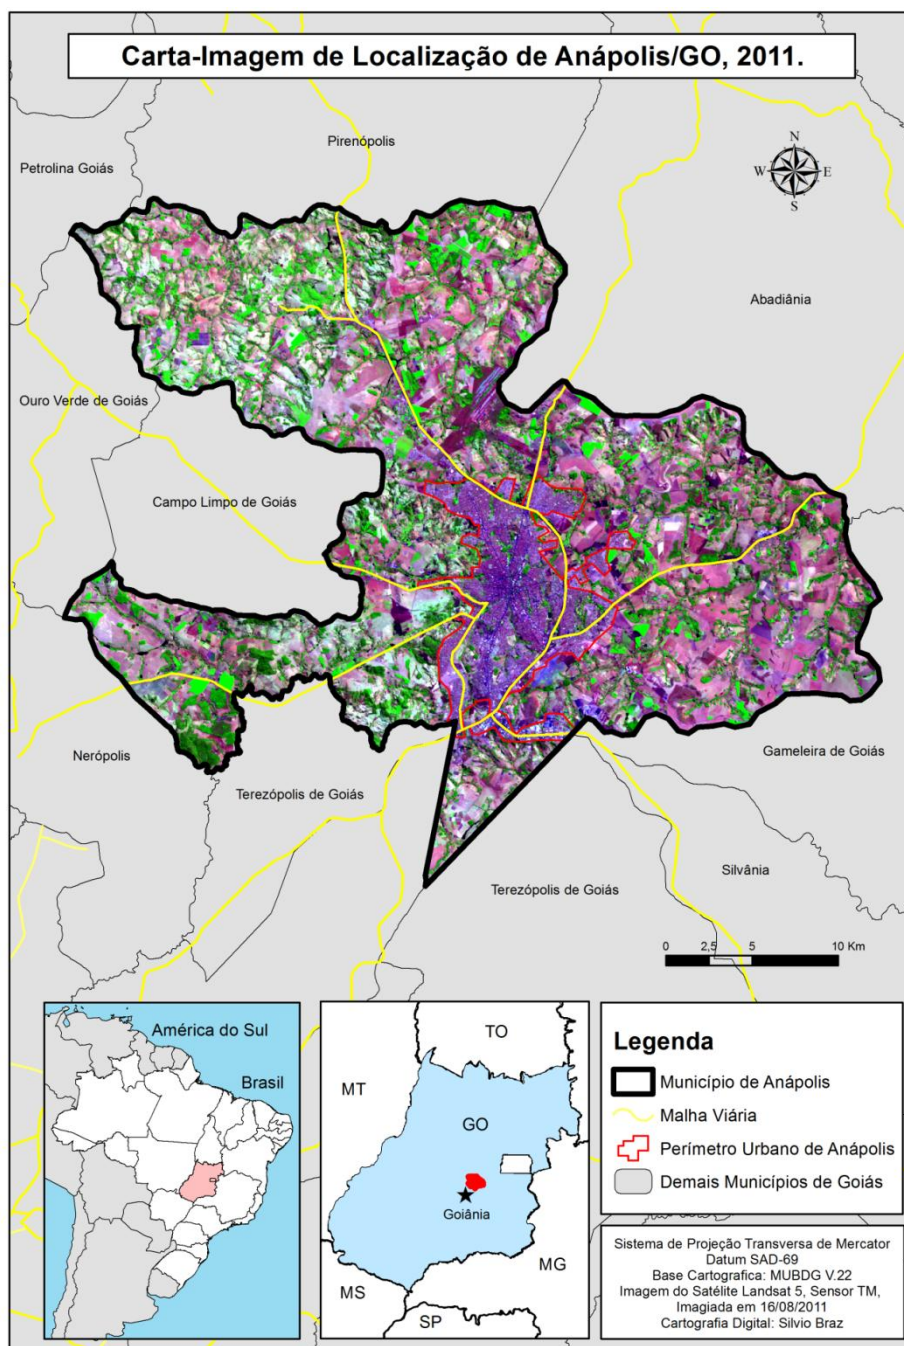 Carta-Imagem de Localização de Anápolis/GO, 2011.
Pirenópolis
Petrolina Goiás
N
W E
S
Abadiânia
Ouro Verde de Goiás
Campo Limpo de Goiás
Nerópolis
Gameleira de Goiás
Terezópolis de Goiás
Silvânia
Terezópolis de Goiás
0 2,5 5 10 Km
América do Sul
Brasil
TO
MT
GO
Goiânia
MG
MS
SP
Legenda
Município de Anápolis
Malha Viária
Perímetro Urbano de Anápolis
Demais Municípios de Goiás
Sistema de Projeção Transversa de Mercator
Datum SAD-69
Base Cartografica: MUBDG V.22
Imagem do Satélite Landsat 5, Sensor TM,
Imagiada em 16/08/2011
Cartografia Digital: Silvio Braz